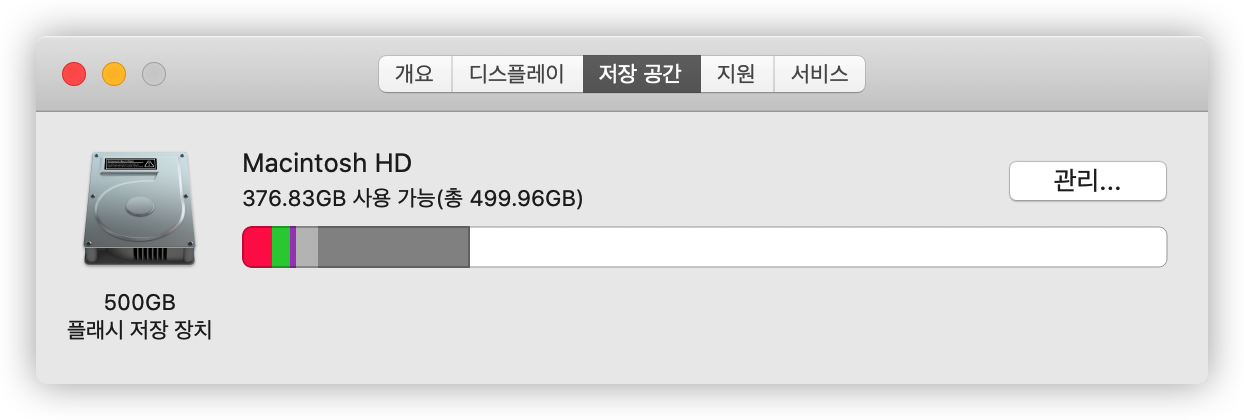 개요 디스플레이 저장 공간 지원 서비스
Macintosh HD
376.83GB 사용 가능(총 499.96GB)
관리...
500GB
플래시 저장 장치